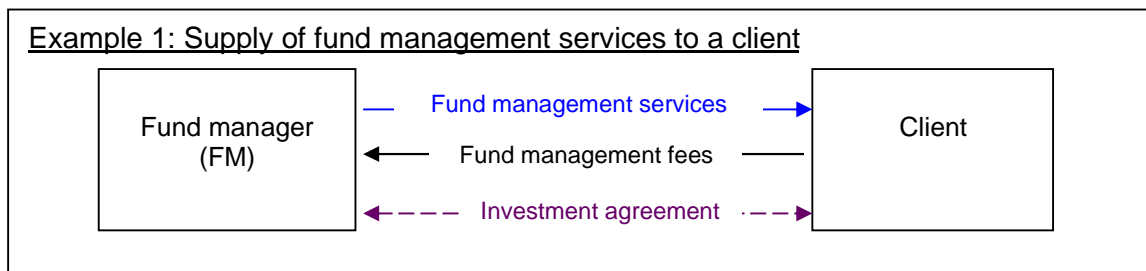 Example 1: Supply of fund management services to a client
Fund manager
(FM)
Fund management services
Fund management fees
Investment agreement
Client